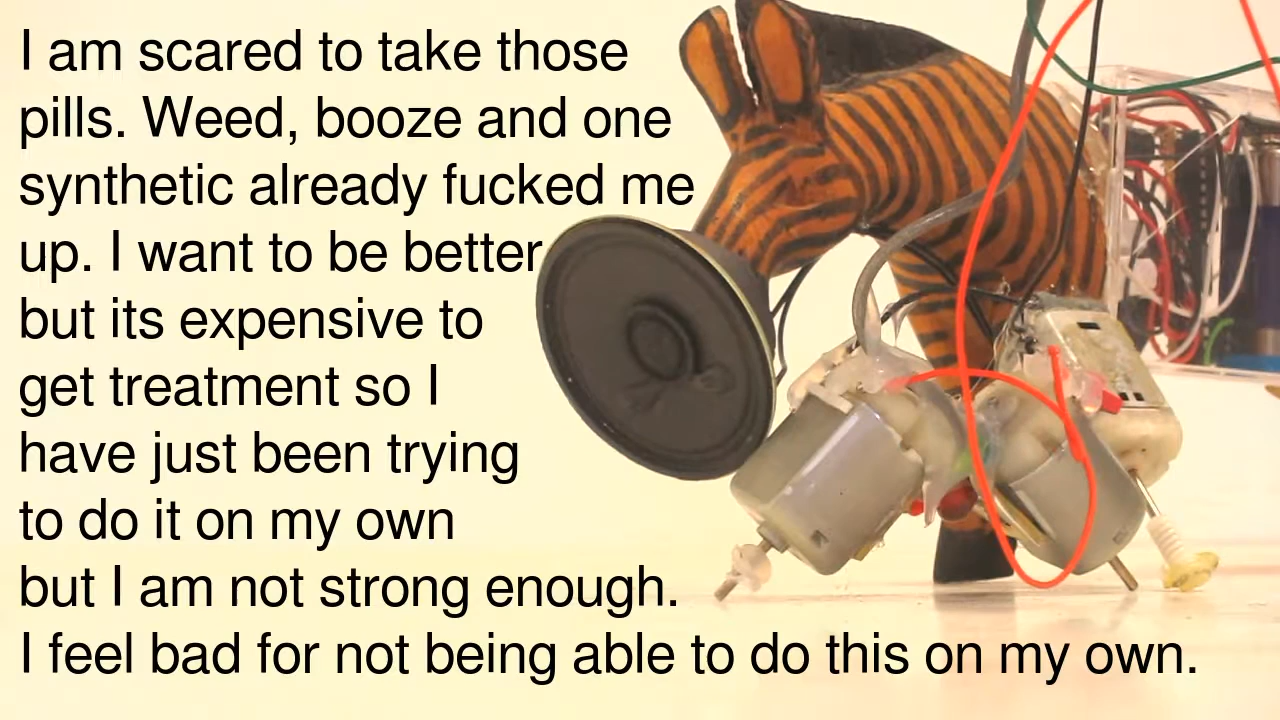 I am scared to take those
pills. Weed, booze and one
synthetic already fucked me
up. I want to be better
but its expensive to
get treatment so I
have just been trying
to do it on my own
but I am not strong enough.
I feel bad for not being able to do this on my own.